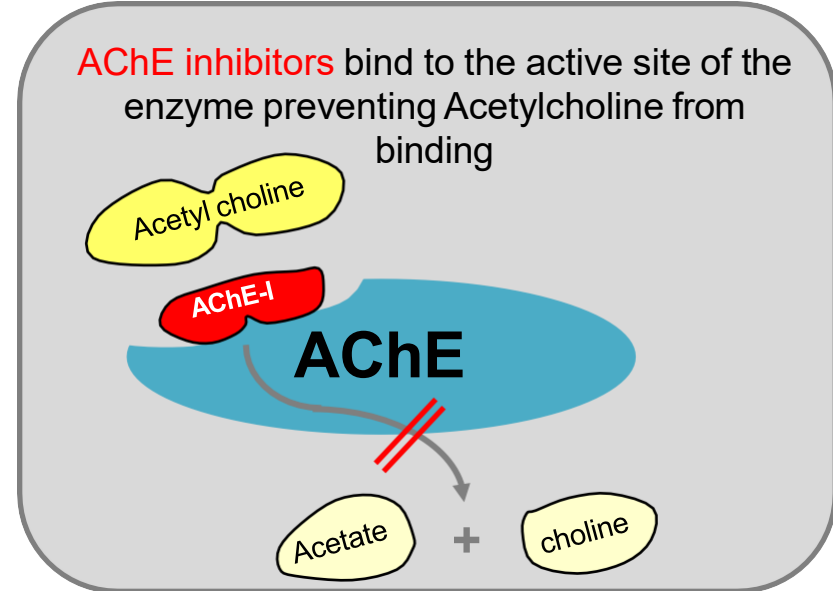 AChE inhibitors bind to the active site of the
enzyme preventing Acetylcholine from
binding
Acetyl choline
AChE-I
AChE
Acetate
+
choline